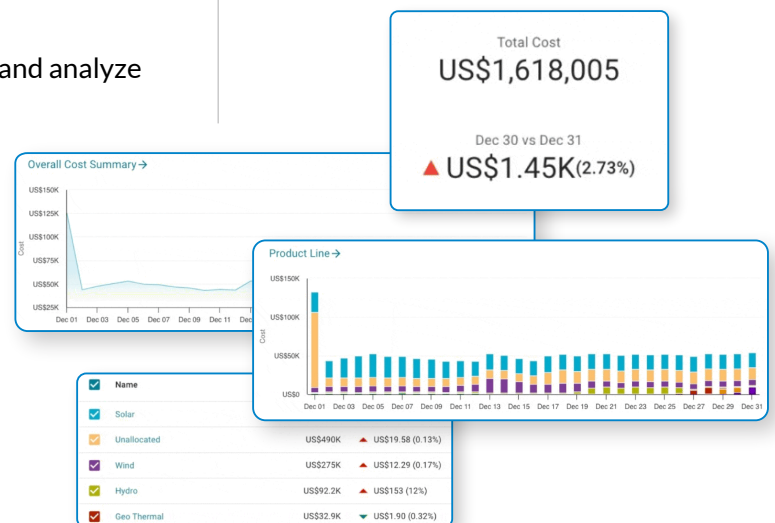 and analyze
Total Cost
US$1,618,005
Dec 30 vs Dec 31
▲ US$1.45K(2.73%)
Overall Cost Summary→
US$150K
US$125K
US$100K
US$75K
US$50K
US$25K
Cost
Dec 01 Dec 03 Dec 05 Dec 07 Dec 09 Dec 11 Dec
Product Line→
US$150K
US$100K
US$50K
US$0
Cost
Dec 01 Dec 03 Dec 05 Dec 07 Dec 09 Dec 11 Dec 13 Dec 15 Dec 17 Dec 19 Dec 21 Dec 23 Dec 25 Dec 27 Dec 29 Dec 31
Name
Solar
Unallocated US$490K ▲ US$19.58 (0.13%)
Wind US$275K ▲ US$12.29 (0.17%)
Hydro US$92.2K ▲ US$153 (12%)
Geo Thermal US$32.9K ▼ US$1.90 (0.32%)